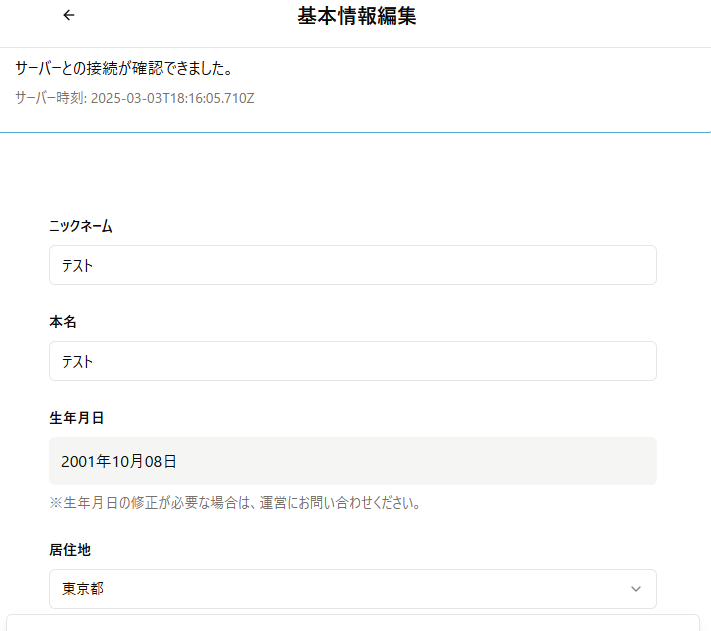 基本情報編集
サーバーとの接続が確認できました。
サーバー時刻: 2025-03-03T18:16:05.710Z
ニックネーム
テスト
本名
テスト
生年月日
2001年10月08日
※生年月日の修正が必要な場合は、運営にお問い合わせください。
居住地
東京都